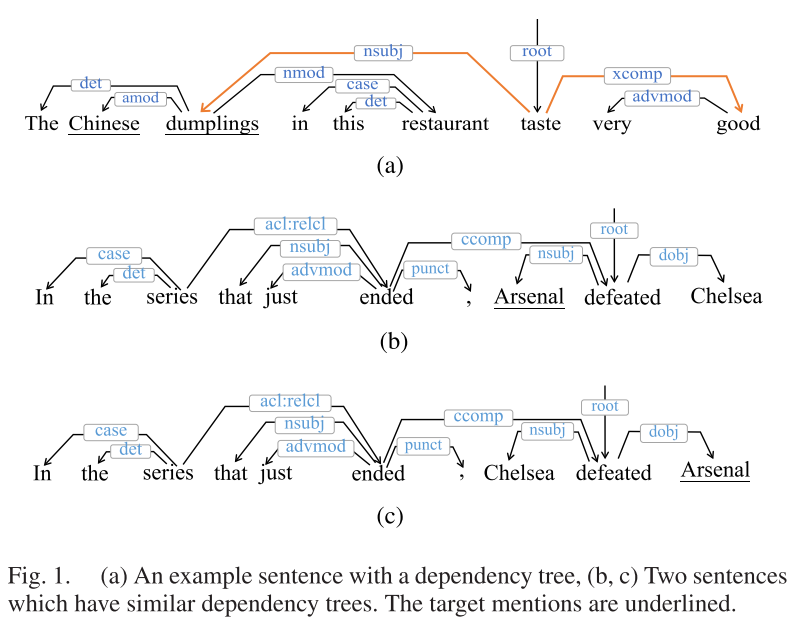 nsubj root
nmod xcomp
det case
amod det advmod
The Chinese dumplings in this restaurant taste very good
(a)
acl:relcl root
nsubj ccomp
case nsubj dobj
det advmod punct
In the series that just ended , Arsenal defeated Chelsea
(b)
acl:relcl root
nsubj ccomp
case nsubj dobj
det advmod punct
In the series that just ended , Chelsea defeated Arsenal
(c)
Fig. 1. (a) An example sentence with a dependency tree, (b, c) Two sentences
which have similar dependency trees. The target mentions are underlined.